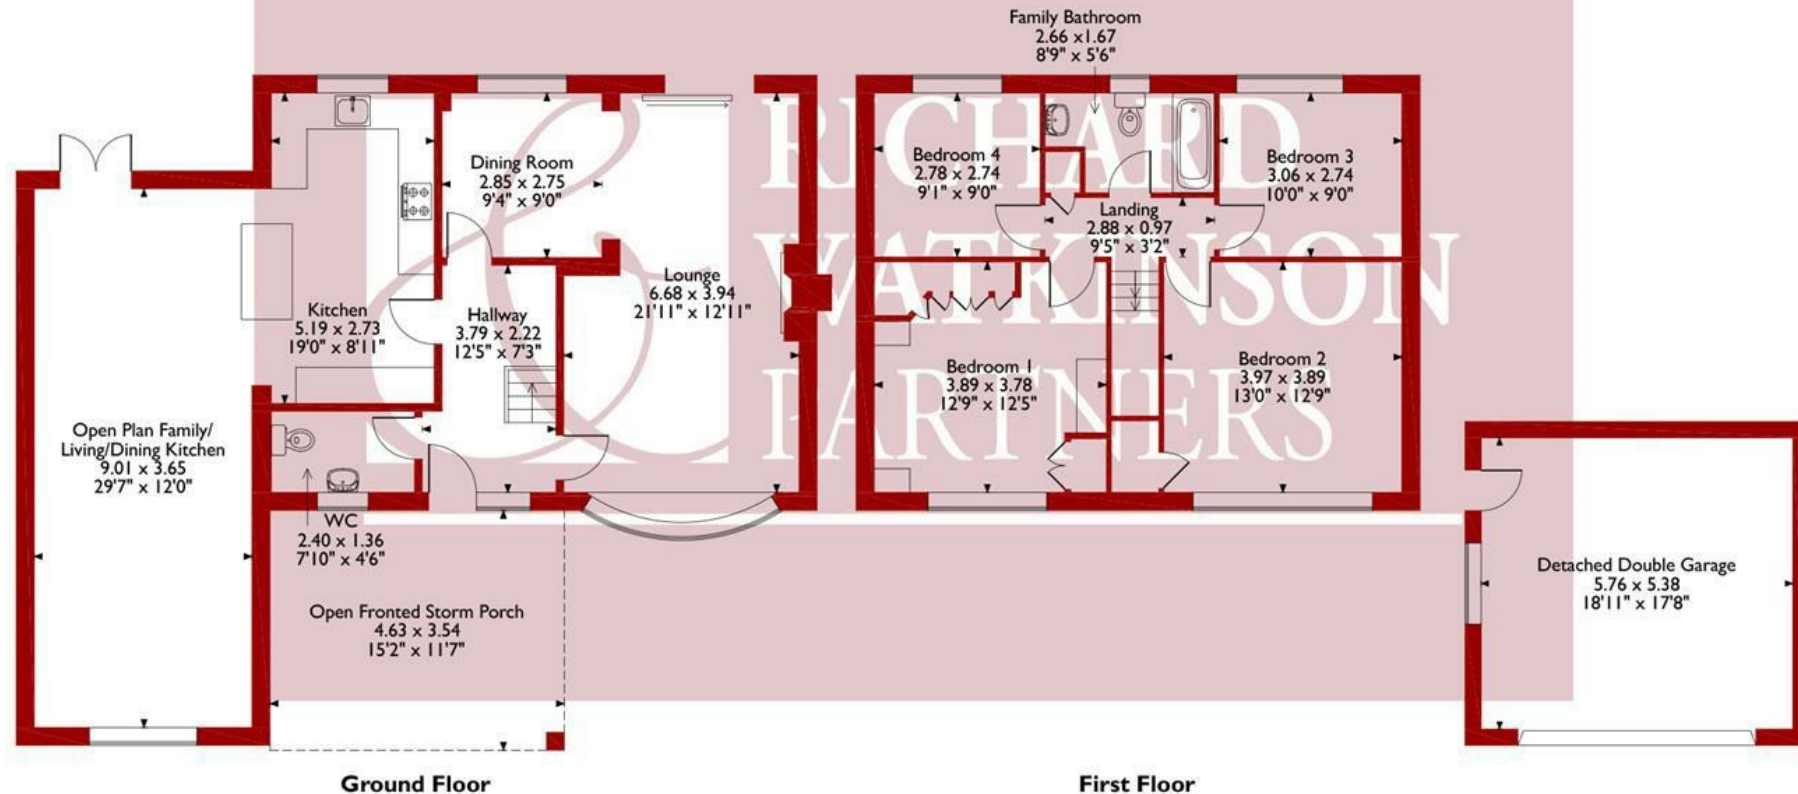 Family Bathroom
2.66 x1.67
8'9" x 5'6"
RICHARD
&
WATKINSON
PARTNERS
Dining Room
2.85 x 2.75
9'4" x 9'0"
Bedroom 4
2.78 x 2.74
9'1" x 9'0"
Bedroom 3
3.06 x 2.74
10'0" x 9'0"
Landing
2.88 x 0.97
9'5" x 3'2"
Lounge
6.68 x 3.94
21'11" x 12'11"
Kitchen
5.19 x 2.73
19'0" x 8'11"
Hallway
3.79 x 2.22
12'5" x 7'3"
Bedroom 1
3.89 x 3.78
12'9" x 12'5"
Bedroom 2
3.97 x 3.89
13'0" x 12'9"
Open Plan Family/
Living/Dining Kitchen
9.01 x 3.65
29'7" x 12'0"
WC
2.40 x 1.36
7'10" x 4'6"
Detached Double Garage
5.76 x 5.38
18'11" x 17'8"
Open Fronted Storm Porch
4.63 x 3.54
15'2" x 11'7"
Ground Floor
First Floor